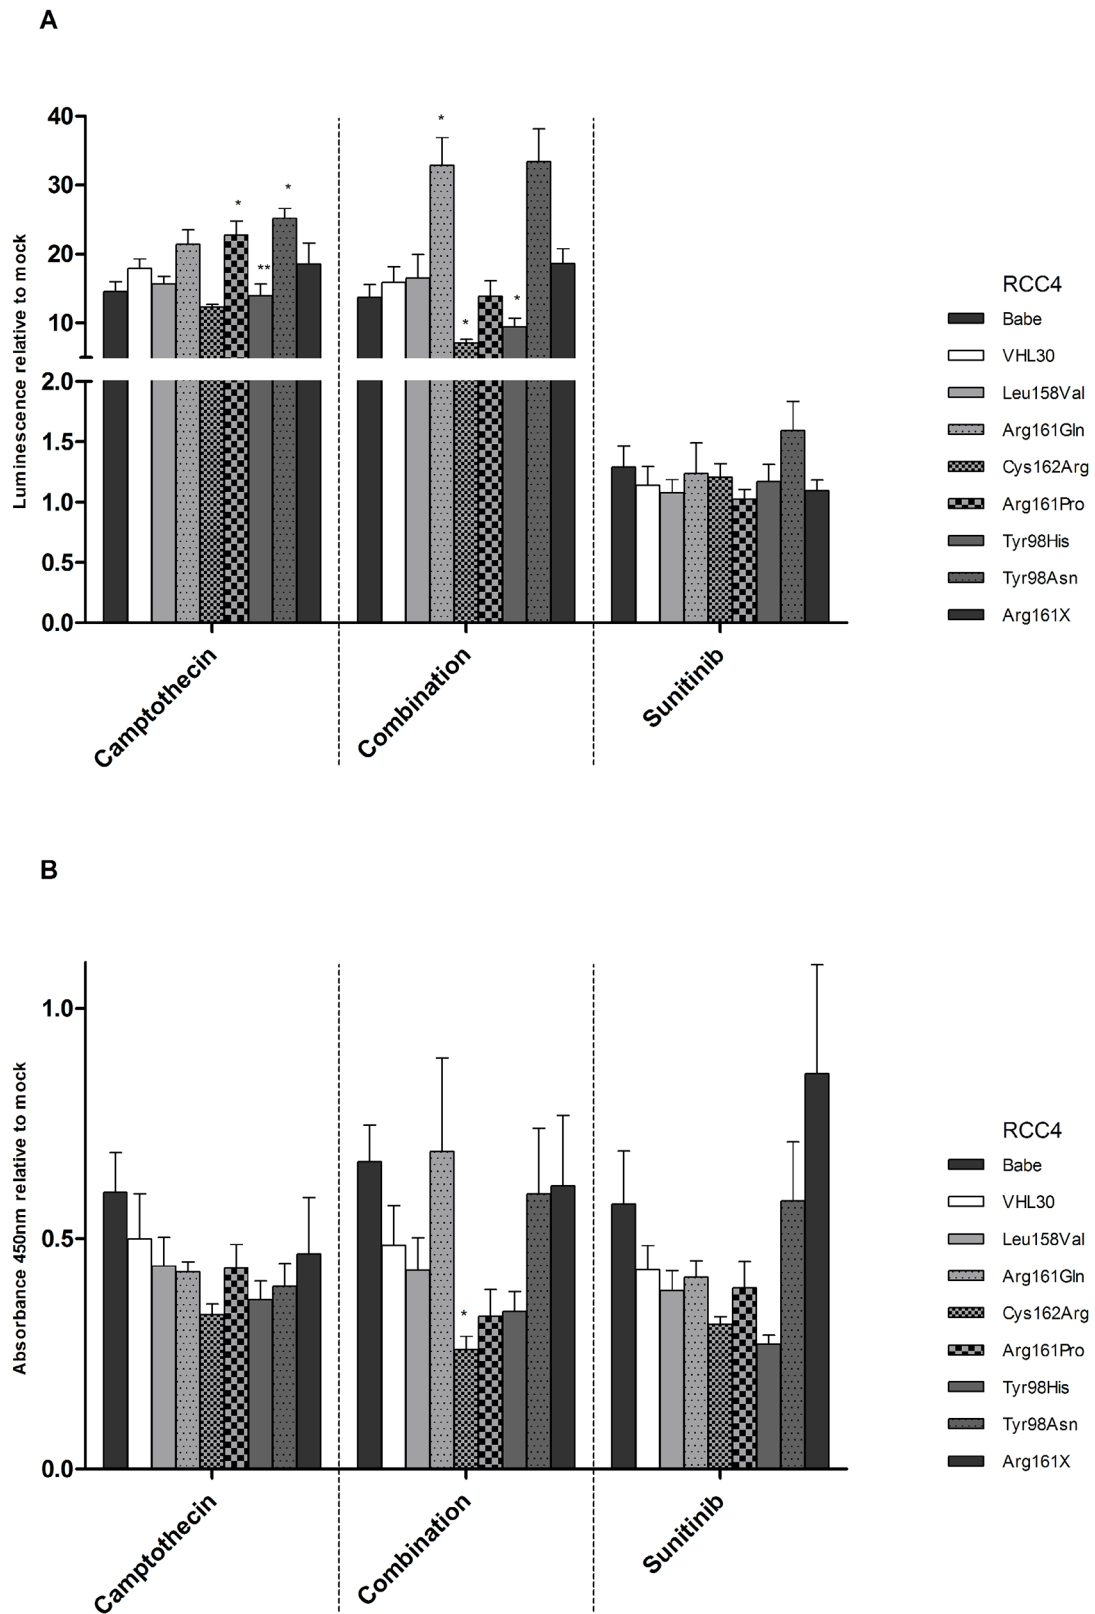 A
Luminescence relative to mock
40
30
20
10
2.0
1.5
1.0
0.5
0.0
*
*
**
*
*
*
Camptothecin
Combination
Sunitinib
RCC4
Babe
VHL30
Leu158Val
Arg161Gln
Cys162Arg
Arg161Pro
Tyr98His
Tyr98Asn
Arg161X
B
Absorbance 450nm relative to mock
1.0
0.5
0.0
*
Camptothecin
Combination
Sunitinib
RCC4
Babe
VHL30
Leu158Val
Arg161Gln
Cys162Arg
Arg161Pro
Tyr98His
Tyr98Asn
Arg161X